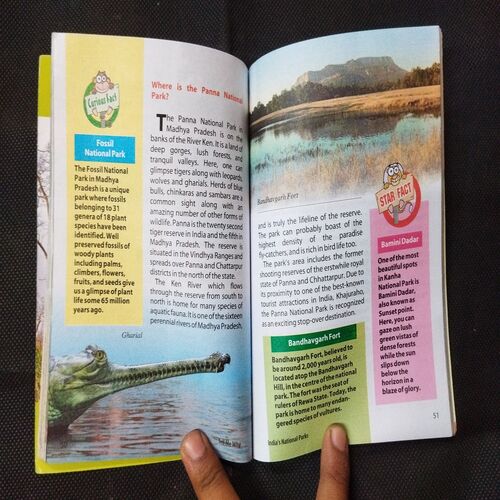 Curious Fact
Fossil
National Park
The Fossil National
Park in Madhya
Pradesh is a unique
park where fossils
belonging to 31
genera of 18 plant
species have been
identified. Well
preserved fossils of
woody plants
including palms,
climbers, flowers,
fruits, and seeds give
us a glimpse of plant
life some 65 million
years ago.
Where is the Panna National
Park?
The Panna National Park in
Madhya Pradesh is on the
banks of the River Ken. It is a land of
deep gorges, lush forests, and
tranquil valleys. Here, one can
glimpse tigers along with leopard,
wolves and gharials. Herds of blue
bulls, chinkaras and sambars are a
common sight along with its
amazing number of other forms of
wildlife. Panna is the twenty second
tiger reserve in India and the fifth in
Madhya Pradesh. The reserve is
situated in the Vindhya Ranges and
spreads over Panna and Chattarpur
districts in the north of the state.
The Ken River which flows
through the reserve from south to
north is home for many species of
aquatic fauna. It is one of the sixteen
perennial rivers of Madhya Pradesh,
Gharial
Bandhavgarh Fort
and is truly the lifeline of the reserve.
The park can probably boast of the
highest density of the paradise
fly-catchers, and is rich in bird life too.
The park's area includes the former
shooting reserves of the erstwhile royal
state of Panna and Chhattarpur. Due to
its proximity to one of the best-known
tourist attractions in India, Khajuraho,
the Panna National Park is recognized
as an exciting stop-over destination.
Bandhavgarh Fort
Bandhavgarh Fort, believed to
be around 2,000 years old, is
located atop the Bandhavgarh
Hill, in the centre of the national
park. The fort was the seat of
rulers of Rewa State. Today, the
park is home to many endan-
gered species of vultures.
STAR FACT
Bamini Dadar
One of the most
beautiful spots
in Kanha
National Park is
Bamini Dadar,
also known as
Sunset point.
Here, you can
gaze on lush
green vistas of
dense forests
while the sun
slips down
below the
horizon in a
blaze of glory.
India's National Parks
51